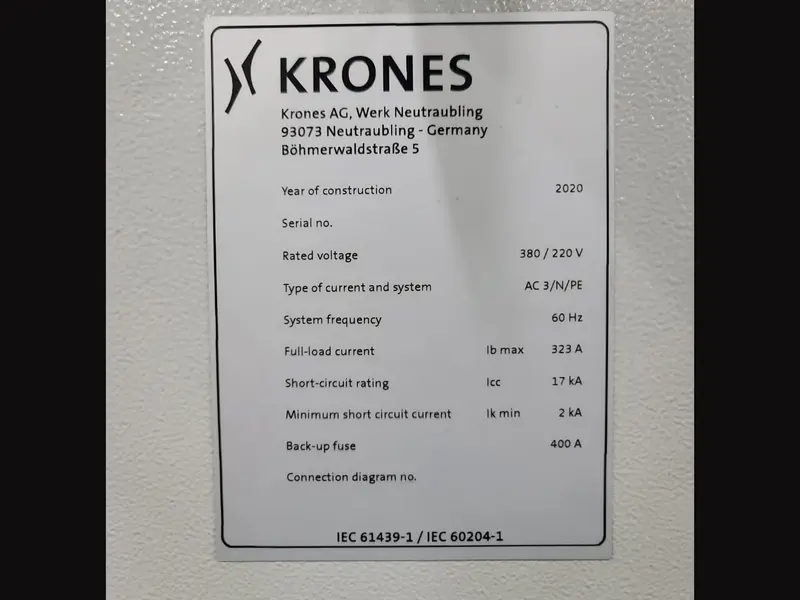 KRONES
Krones AG, Werk Neutraubling
93073 Neutraubling - Germany
Böhmerwaldstraße 5
Year of construction 2020
Serial no.
Rated voltage 380 / 220 V
Type of current and system AC 3/N/PE
System frequency 60 Hz
Full-load current Ib max 323 A
Short-circuit rating Icc 17 kA
Minimum short circuit current Ik min 2 kA
Back-up fuse 400 A
Connection diagram no.
IEC 61439-1 / IEC 60204-1